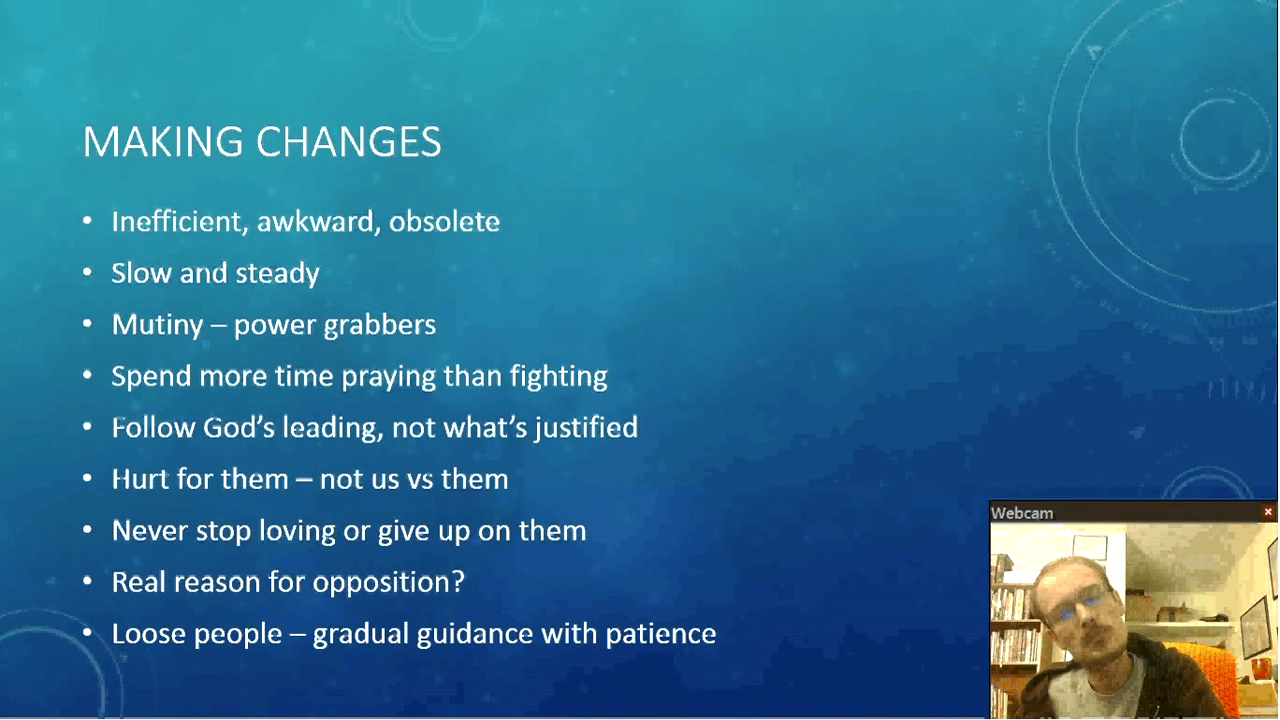 MAKING CHANGES
• Inefficient, awkward, obsolete
• Slow and steady
• Mutiny – power grabbers
• Spend more time praying than fighting
• Follow God’s leading, not what’s justified
• Hurt for them – not us vs them
• Never stop loving or give up on them
• Real reason for opposition?
• Loose people – gradual guidance with patience
Webcam